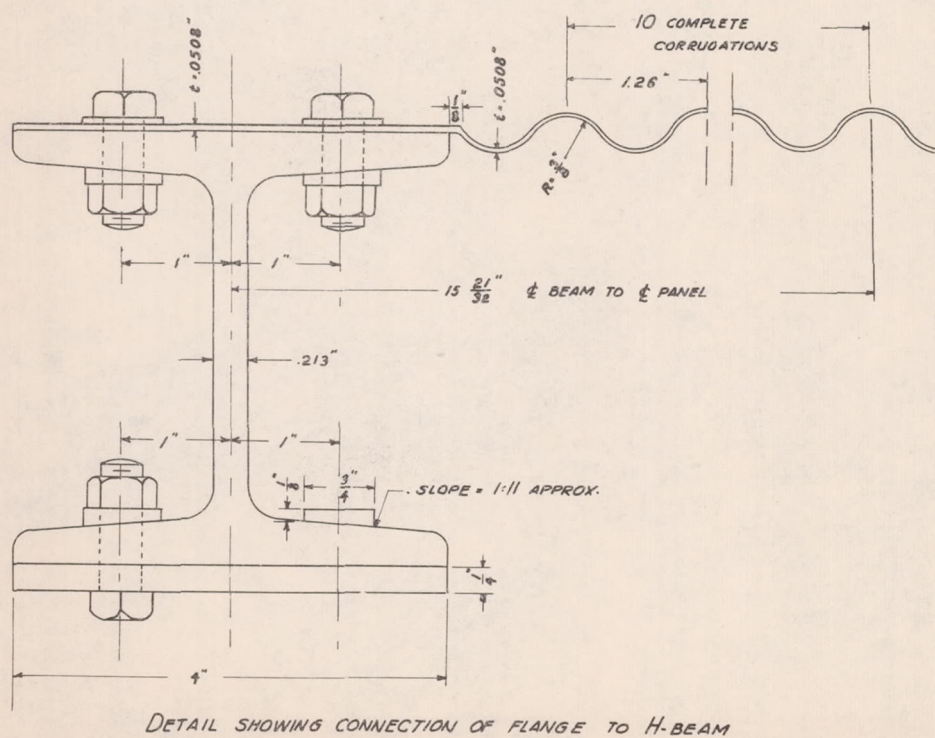 10 COMPLETE
CORRUGATIONS
t=.0508"
1/8"
t=.0508"
1.26"
R=3/8"
1"
1"
15 21/32" ℄ BEAM TO ℄ PANEL
.213"
1"
1"
1/8"
3/4"
SLOPE = 1:11 APPROX.
1/4"
4"
DETAIL SHOWING CONNECTION OF FLANGE TO H-BEAM